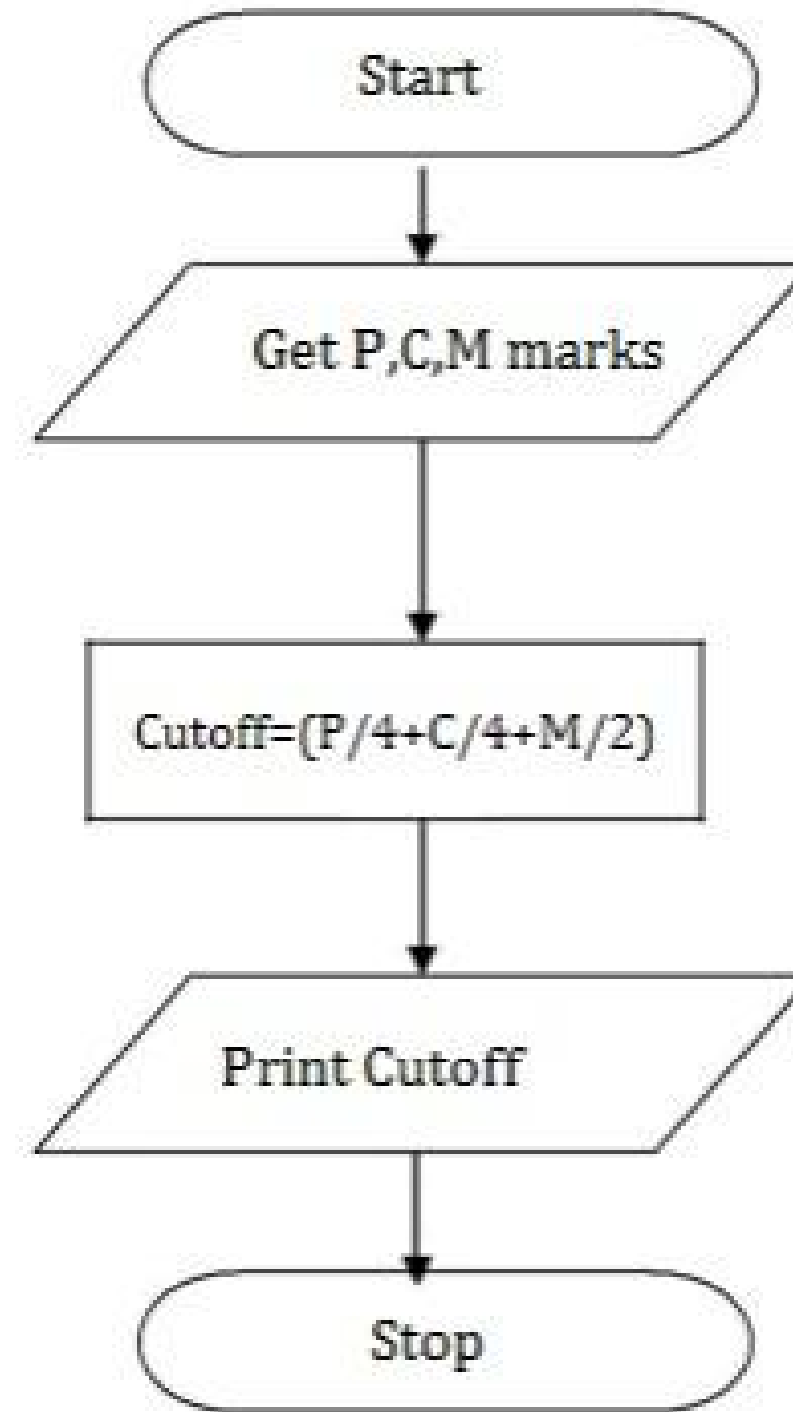 Start
Get P,C,M marks
Cutoff=(P/4+C/4+M/2)
Print Cutoff
Stop